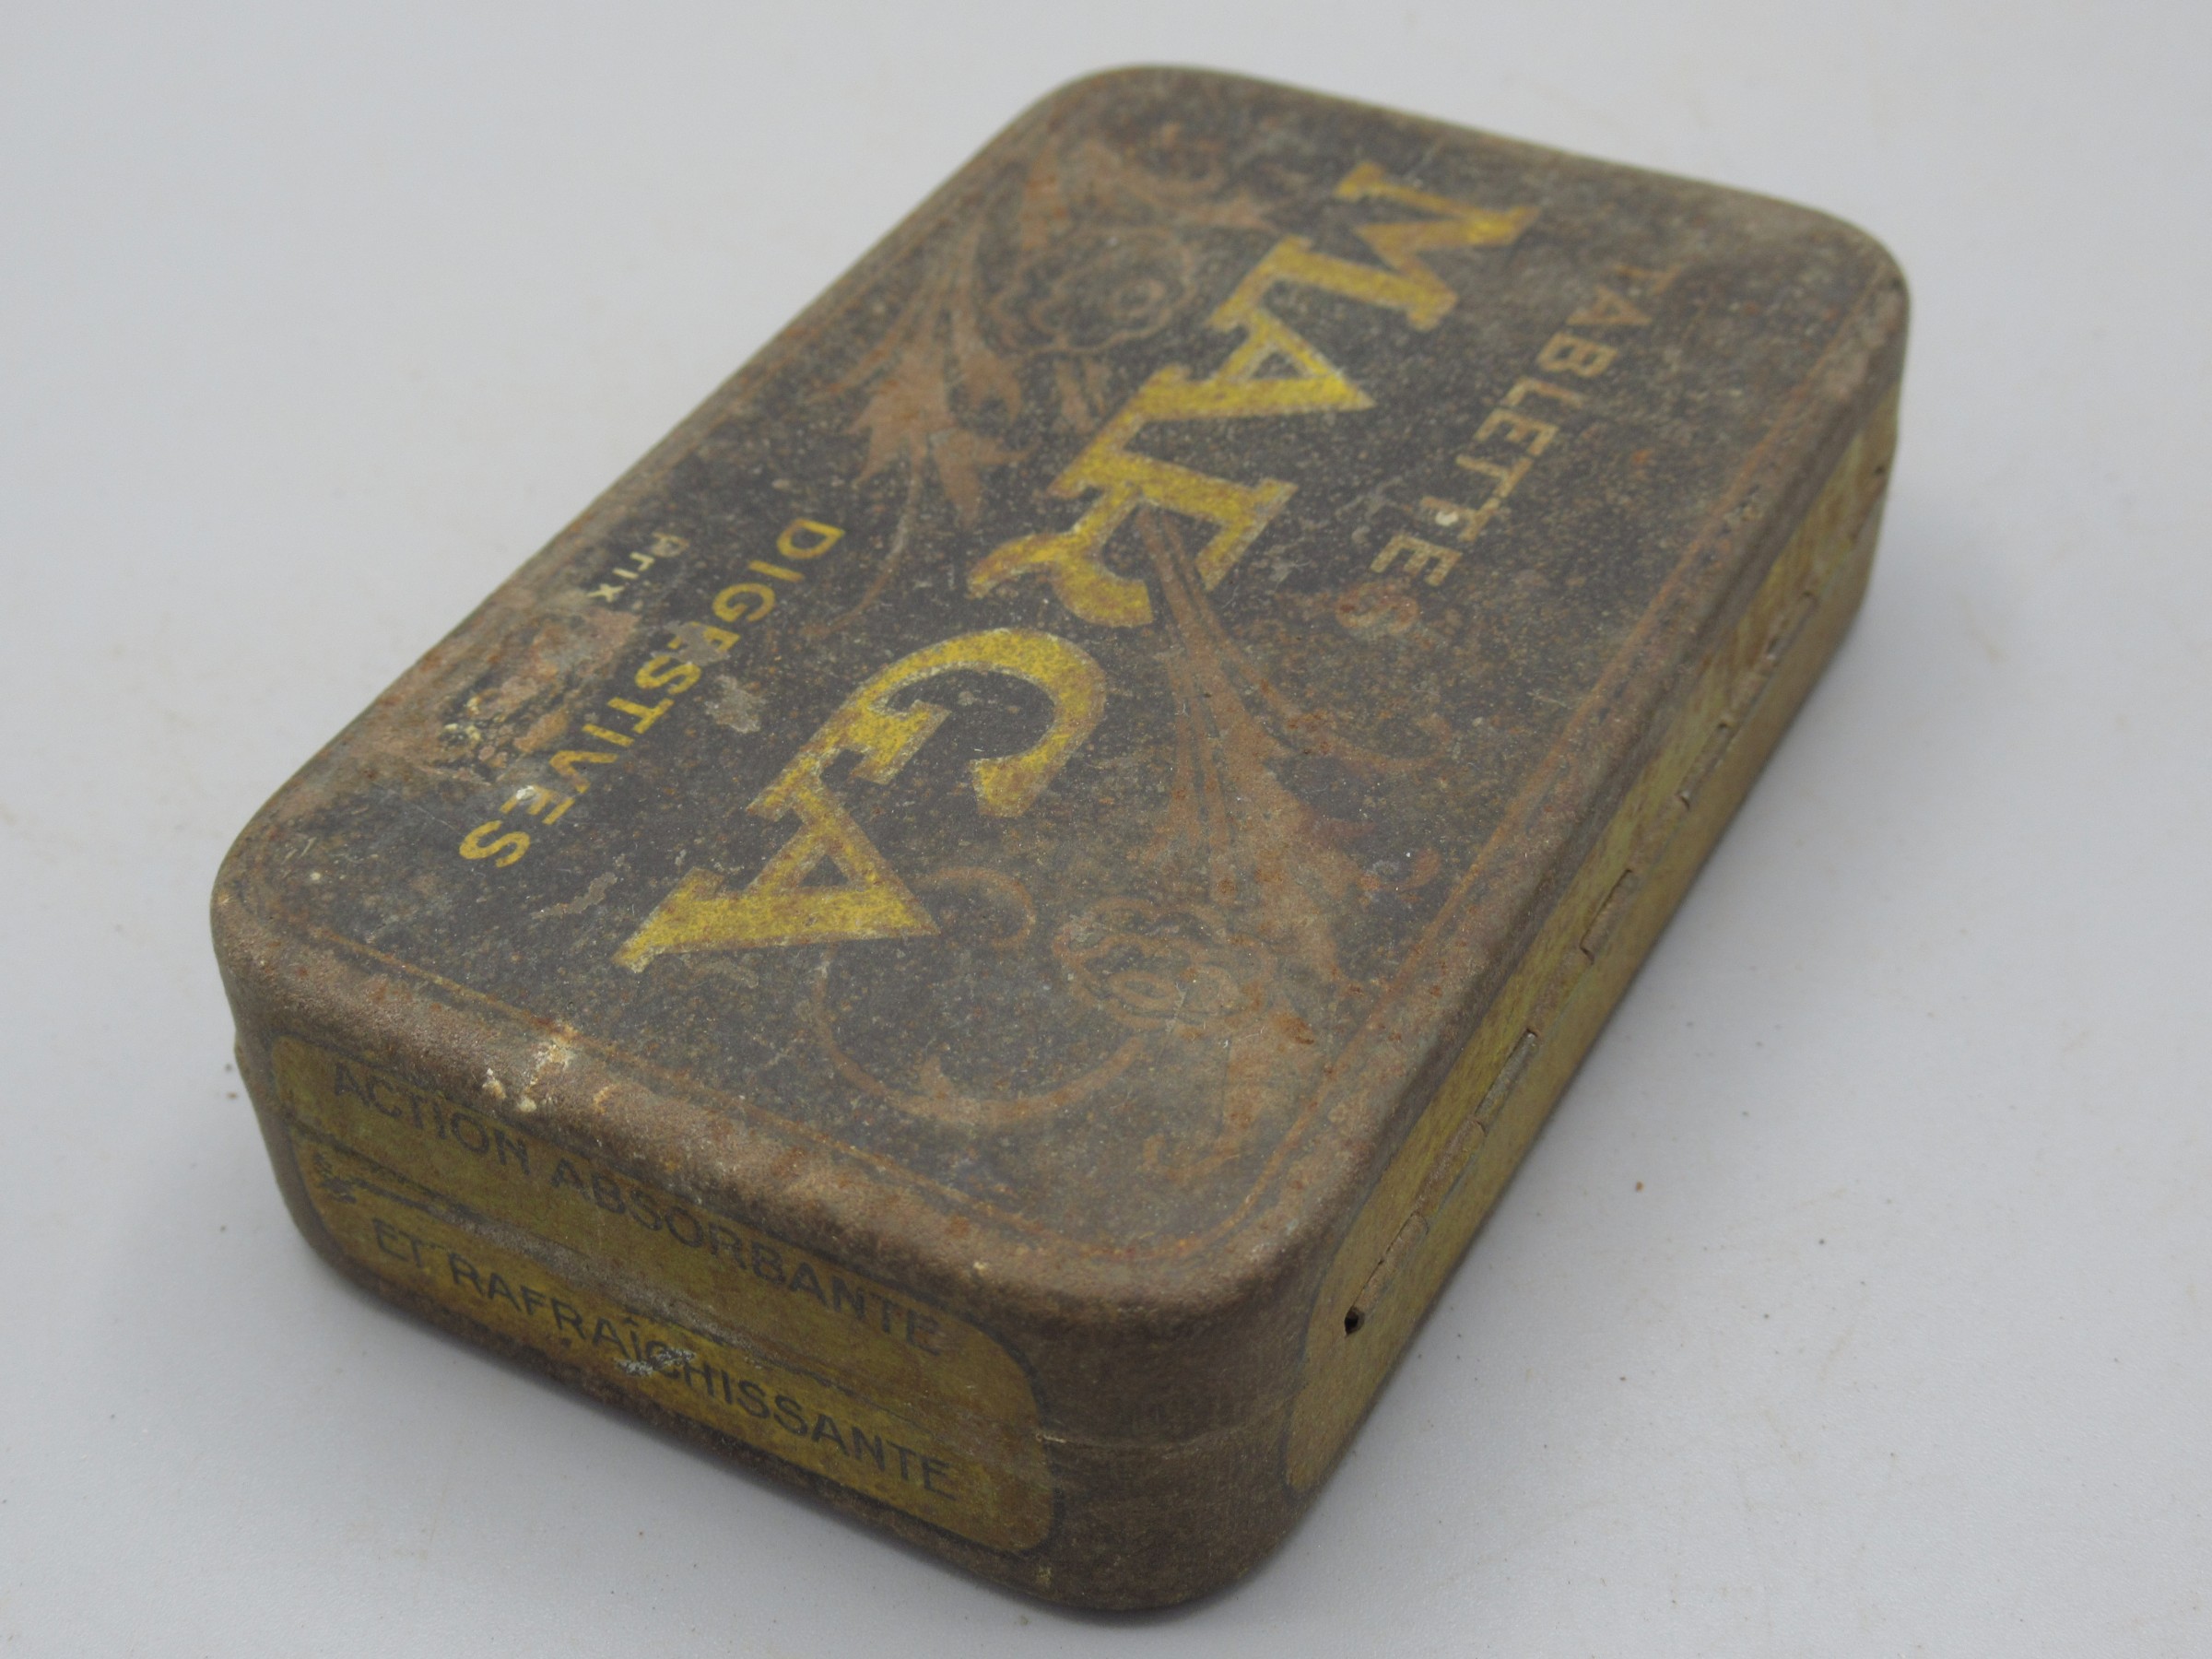 TABLETTES
MARGA
DIGESTIVES
Prix
ACTION ABSORBANTE
ET RAFRAÎCHISSANTE